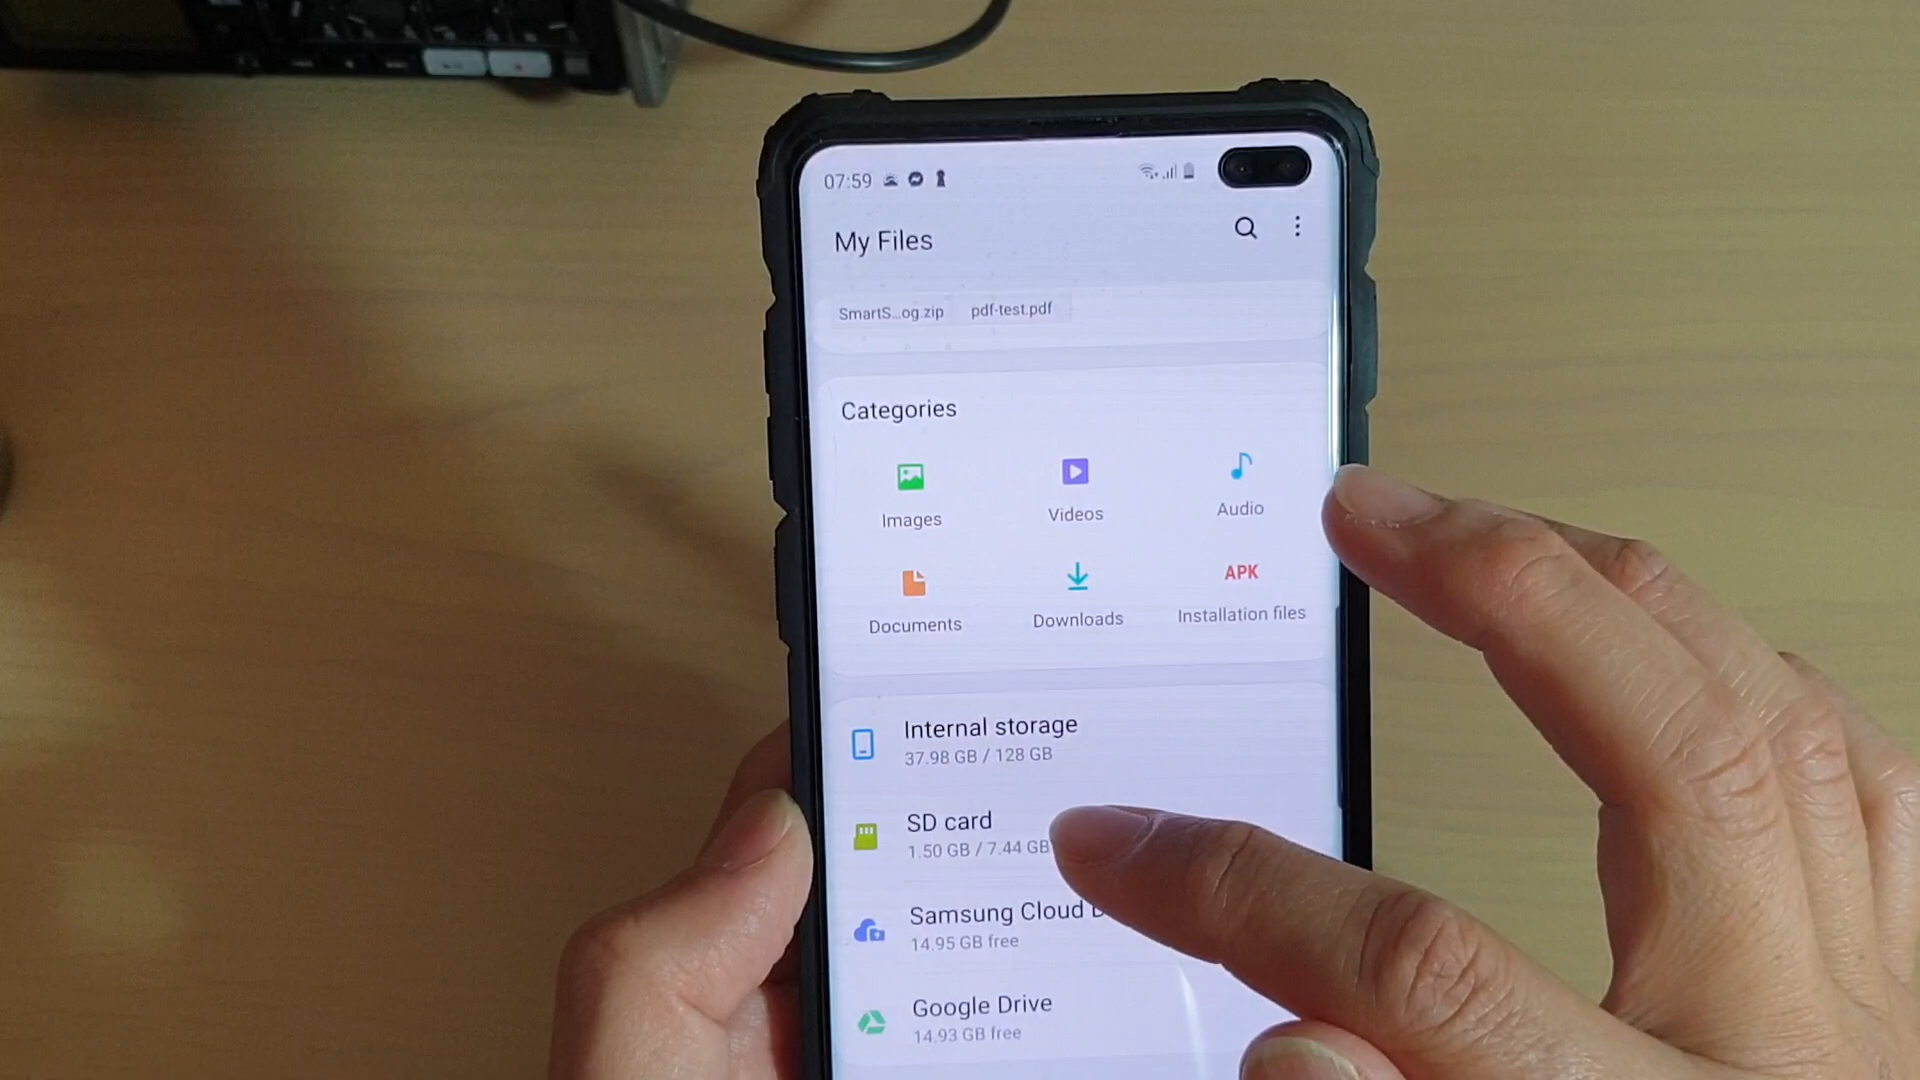 07:59
My Files
SmartS...og.zip
pdf-test.pdf
Categories
Images
Videos
Audio
APK
Documents
Downloads
Installation files
Internal storage
37.98 GB / 128 GB
SD card
1.50 GB / 7.44 GB
Samsung Cloud
14.95 GB free
Google Drive
14.93 GB free